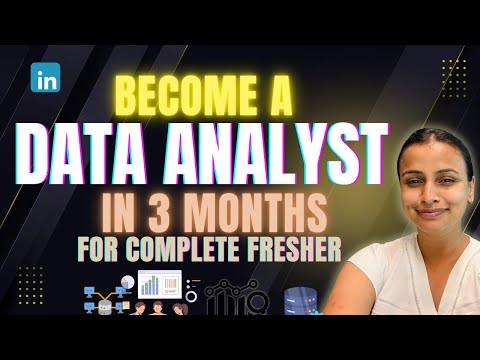 in
BECOME A
DATA ANALYST
IN 3 MONTHS
FOR COMPLETE FRESHER